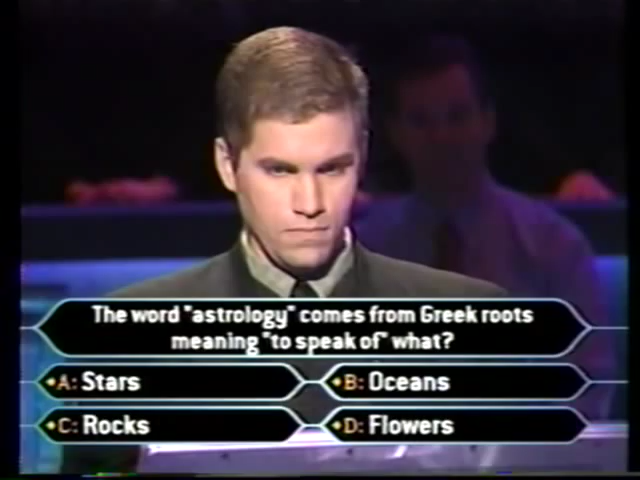 The word "astrology" comes from Greek roots
meaning "to speak of" what?
A: Stars
B: Oceans
C: Rocks
D: Flowers